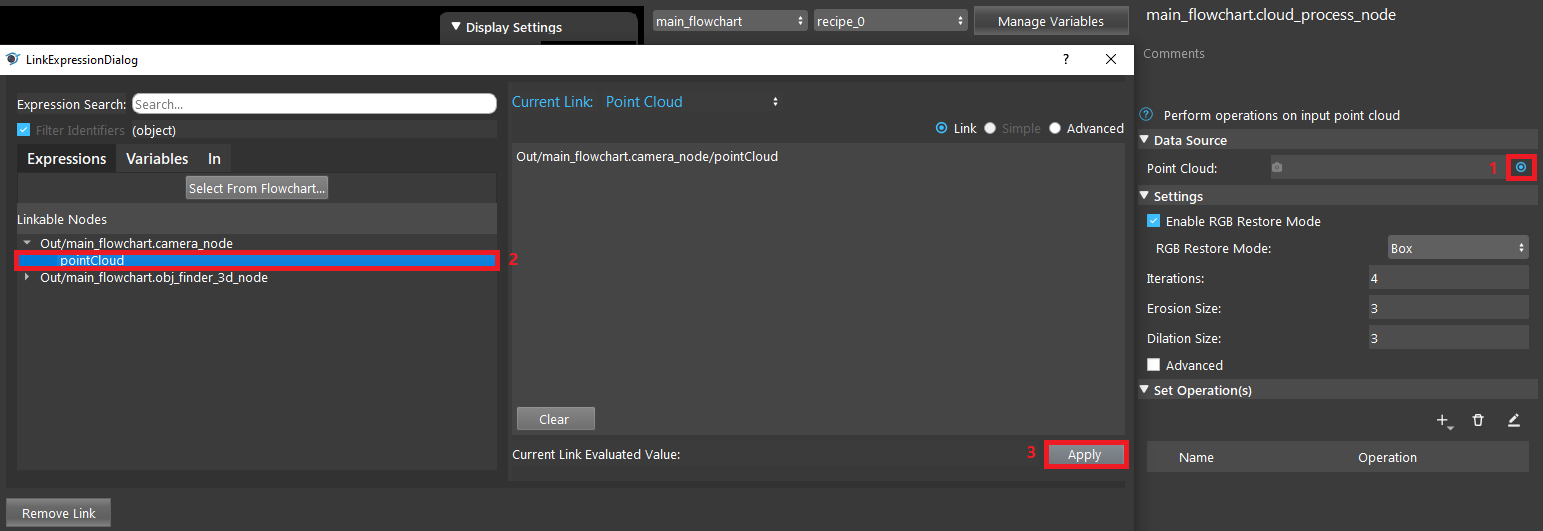 Display Settings
main_flowchart
recipe_0
Manage Variables
main_flowchart.cloud_process_node
Comments
LinkExpressionDialog
?
Expression Search: Search...
Filter Identifiers (object)
Expressions Variables In
Select From Flowchart...
Linkable Nodes
Out/main_flowchart.camera_node
pointCloud 2
Out/main_flowchart.obj_finder_3d_node
Remove Link
Current Link: Point Cloud
Link Simple Advanced
Out/main_flowchart.camera_node/pointCloud
Clear
Current Link Evaluated Value:
3 Apply
? Perform operations on input point cloud
Data Source
Point Cloud: 1
Settings
Enable RGB Restore Mode
RGB Restore Mode: Box
Iterations: 4
Erosion Size: 3
Dilation Size: 3
Advanced
Set Operation(s)
Name Operation